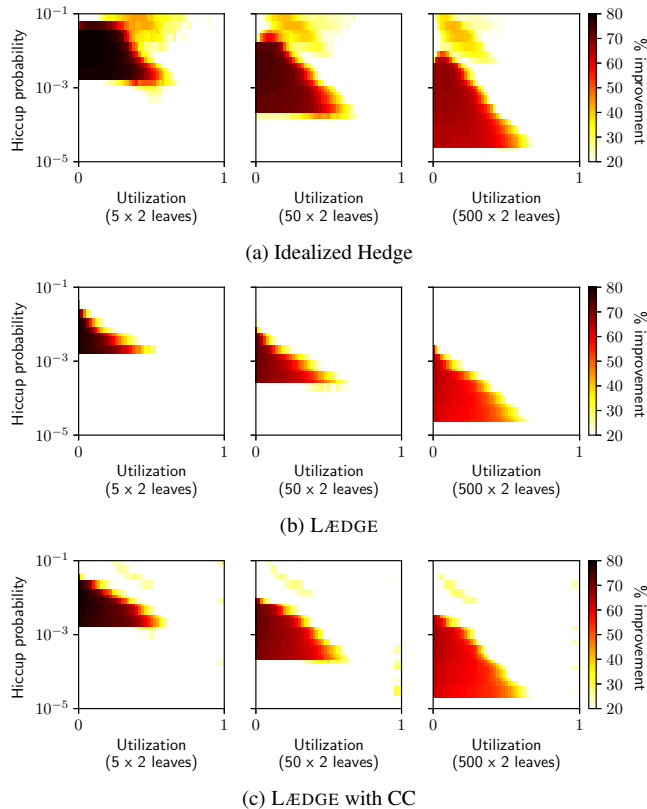 Hiccup probability
10⁻¹
10⁻³
10⁻⁵
0 1
Utilization
(5 x 2 leaves)
0 1
Utilization
(50 x 2 leaves)
0 1
Utilization
(500 x 2 leaves)
80
70
60
50
40
30
20
% improvement
(a) Idealized Hedge
Hiccup probability
10⁻¹
10⁻³
10⁻⁵
0 1
Utilization
(5 x 2 leaves)
0 1
Utilization
(50 x 2 leaves)
0 1
Utilization
(500 x 2 leaves)
80
70
60
50
40
30
20
% improvement
(b) LÆDGE
Hiccup probability
10⁻¹
10⁻³
10⁻⁵
0 1
Utilization
(5 x 2 leaves)
0 1
Utilization
(50 x 2 leaves)
0 1
Utilization
(500 x 2 leaves)
80
70
60
50
40
30
20
% improvement
(c) LÆDGE with CC